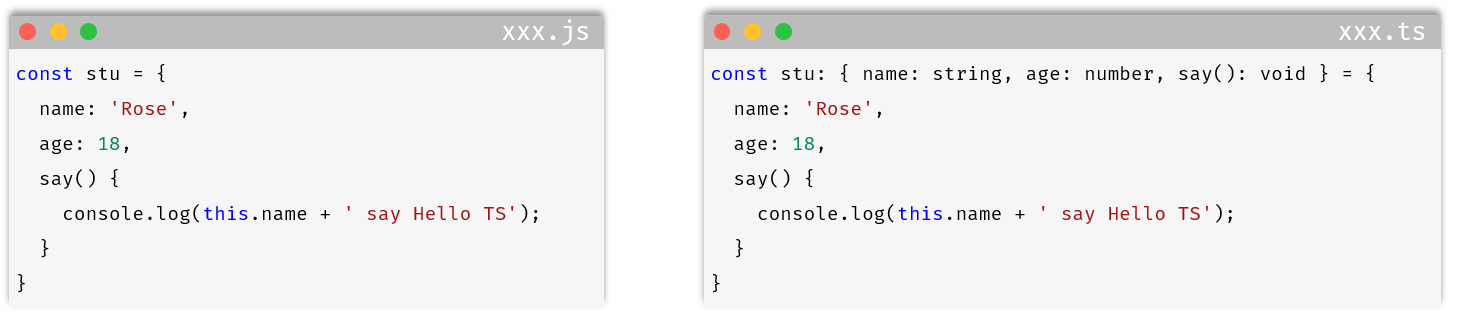 xxx.js
const stu = {
  name: 'Rose',
  age: 18,
  say() {
    console.log(this.name + ' say Hello TS');
  }
}
xxx.ts
const stu: { name: string, age: number, say(): void } = {
  name: 'Rose',
  age: 18,
  say() {
    console.log(this.name + ' say Hello TS');
  }
}